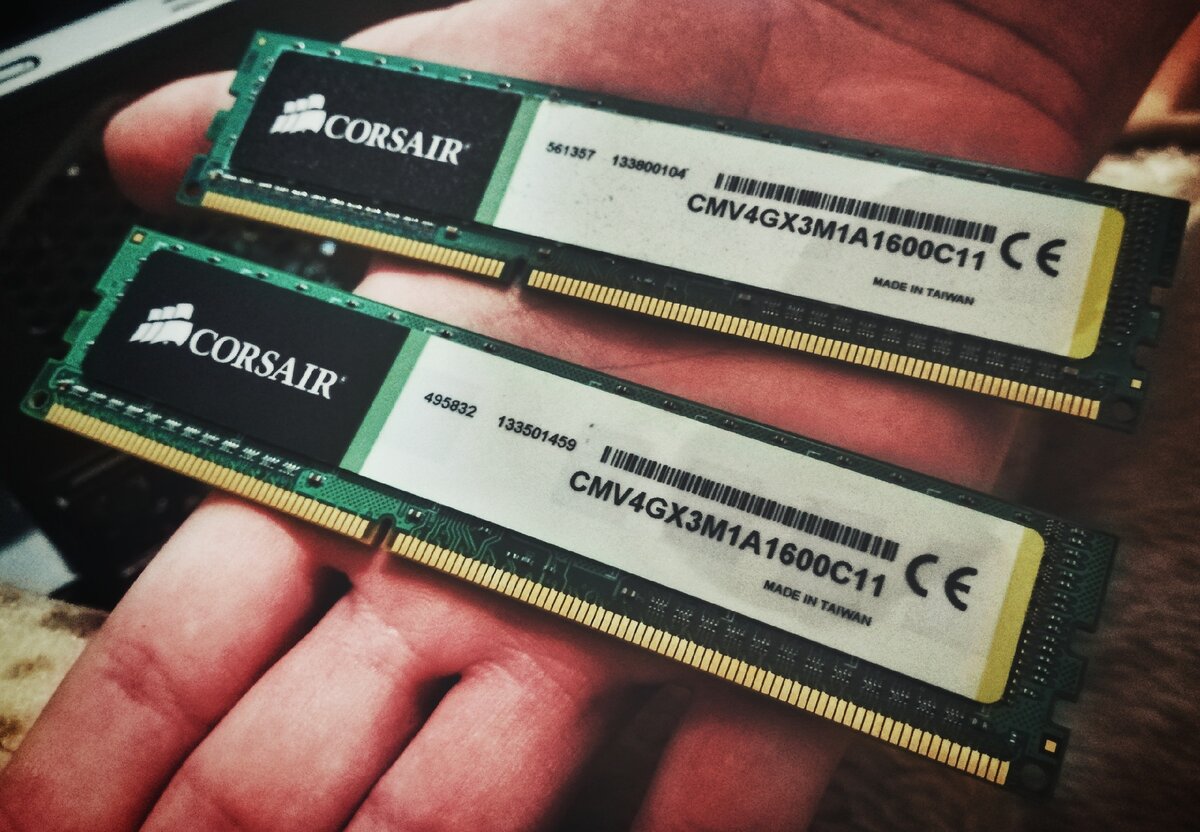 CORSAIR
561357 133800104
CMV4GX3M1A1600C11
CE
MADE IN TAIWAN
CORSAIR
495832 133501459
CMV4GX3M1A1600C11
CE
MADE IN TAIWAN